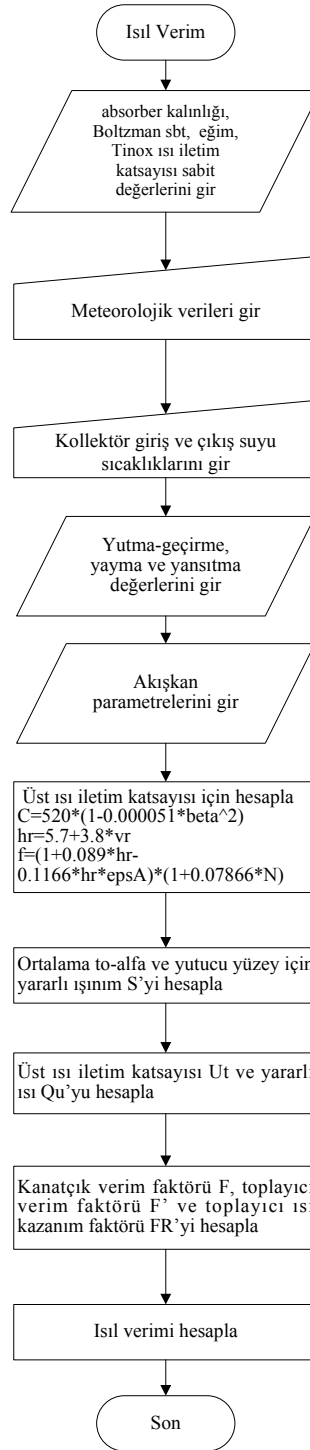 Isıl Verim
absorber kalınlığı,
Boltzman sbt, eğim,
Tinox ısı iletim
katsayısı sabit
değerlerini gir
Meteorolojik verileri gir
Kollektör giriş ve çıkış suyu
sıcaklıklarını gir
Yutma-geçirme,
yayma ve yansıtma
değerlerini gir
Akışkan
parametrelerini gir
Üst ısı iletim katsayısı için hesapla
C=520*(1-0.000051*beta^2)
hr=5.7+3.8*vr
f=(1+0.089*hr-
0.1166*hr*epsA)*(1+0.07866*N)
Ortalama to-alfa ve yutucu yüzey için
yararlı ışınım S’yi hesapla
Üst ısı iletim katsayısı Ut ve yararlı
ısı Qu’yu hesapla
Kanatçık verim faktörü F, toplayıcı
verim faktörü F’ ve toplayıcı ısı
kazanım faktörü FR’yi hesapla
Isıl verimi hesapla
Son